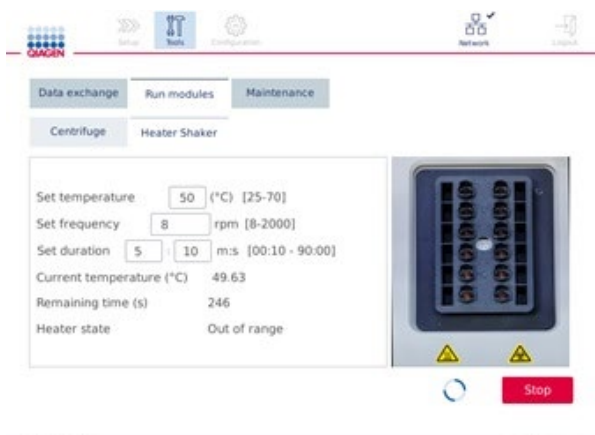 QIAGEN
Setup
Tools
Configuration
Network
Logout
Data exchange
Run modules
Maintenance
Centrifuge
Heater Shaker
Set temperature 50 (°C) [25-70]
Set frequency 8 rpm [8-2000]
Set duration 5 : 10 m:s [00:10 - 90:00]
Current temperature (°C) 49.63
Remaining time (s) 246
Heater state Out of range
Stop